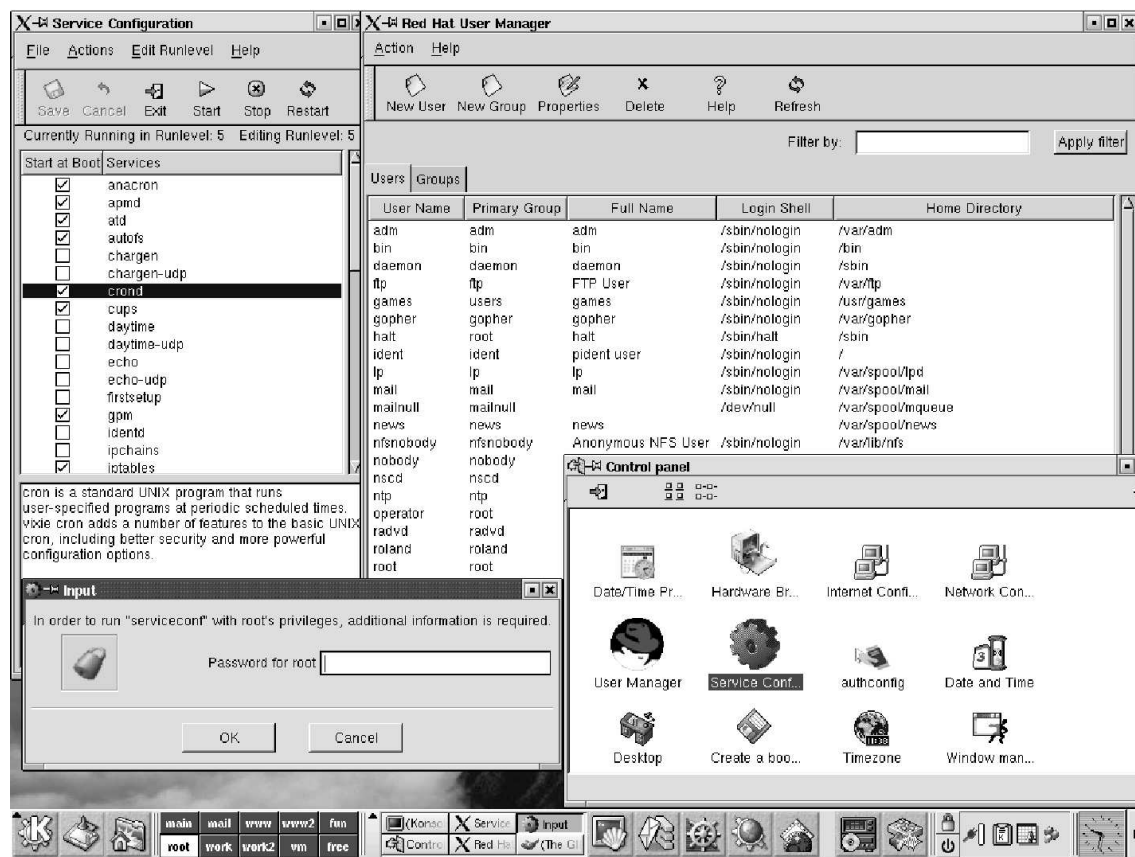 Service Configuration
File Actions Edit Runlevel Help
Save Cancel Exit Start Stop Restart
Currently Running in Runlevel: 5 Editing Runlevel: 5
Start at Boot Services
anacron
apmd
atd
autofs
chargen
chargen-udp
crond
cups
daytime
daytime-udp
echo
echo-udp
firstsetup
gpm
identd
ipchains
iptables
cron is a standard UNIX program that runs
user-specified programs at periodic scheduled times.
vixie cron adds a number of features to the basic UNIX
cron, including better security and more powerful
configuration options.
Red Hat User Manager
Action Help
New User New Group Properties Delete Help Refresh
Filter by: Apply filter
Users Groups
User Name Primary Group Full Name Login Shell Home Directory
adm adm adm /sbin/nologin /var/adm
bin bin bin /sbin/nologin /bin
daemon daemon daemon /sbin/nologin /sbin
ftp ftp FTP User /sbin/nologin /var/ftp
games users games /sbin/nologin /usr/games
gopher gopher gopher /sbin/nologin /var/gopher
halt root halt /sbin/halt /sbin
ident ident pident user /sbin/nologin /
lp lp lp /sbin/nologin /var/spool/lpd
mail mail mail /sbin/nologin /var/spool/mail
mailnull mailnull /dev/null /var/spool/mqueue
news news news /var/spool/news
nfsnobody nfsnobody Anonymous NFS User /sbin/nologin /var/lib/nfs
nobody nobody
nscd nscd
ntp ntp
operator root
radvd radvd
roland roland
root root
Control panel
Date/Time Pr... Hardware Br... Internet Confi... Network Con...
User Manager Service Conf... authconfig Date and Time
Desktop Create a boo... Timezone Window man...
Input
In order to run "serviceconf" with root's privileges, additional information is required.
Password for root
OK Cancel
main mail www www2 fun
root work work2 vm free
(Konso Service Input
Contro Red Ha (The GI